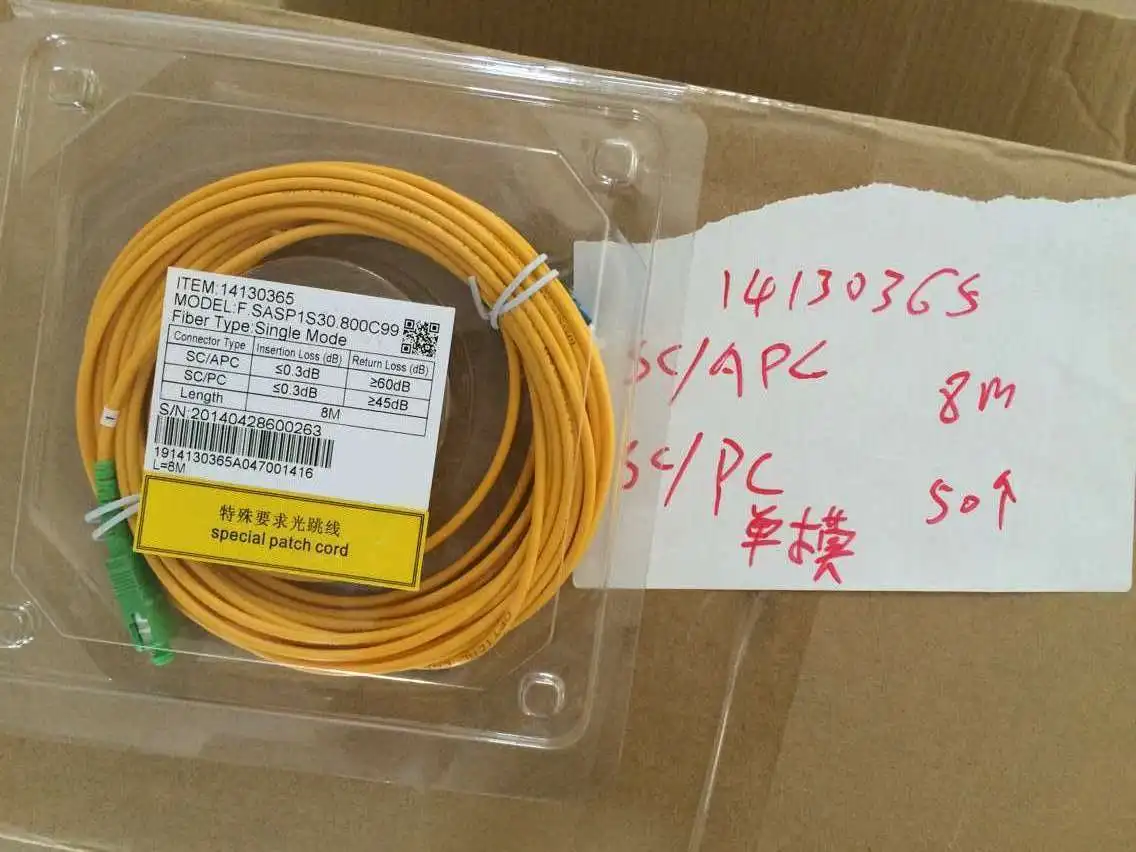 ITEM:14130365
MODEL:F SASP1S30.800C99
Fiber Type:Single Mode
Connector Type Insertion Loss (dB) Return Loss (dB)
SC/APC ≤0.3dB ≥60dB
SC/PC ≤0.3dB ≥45dB
Length 8M
S/N:20140428600263
1914130365A047001416
L=8M
特殊要求光跳线
special patch cord
14130365
SC/APC 8M
SC/PC 50个
单模